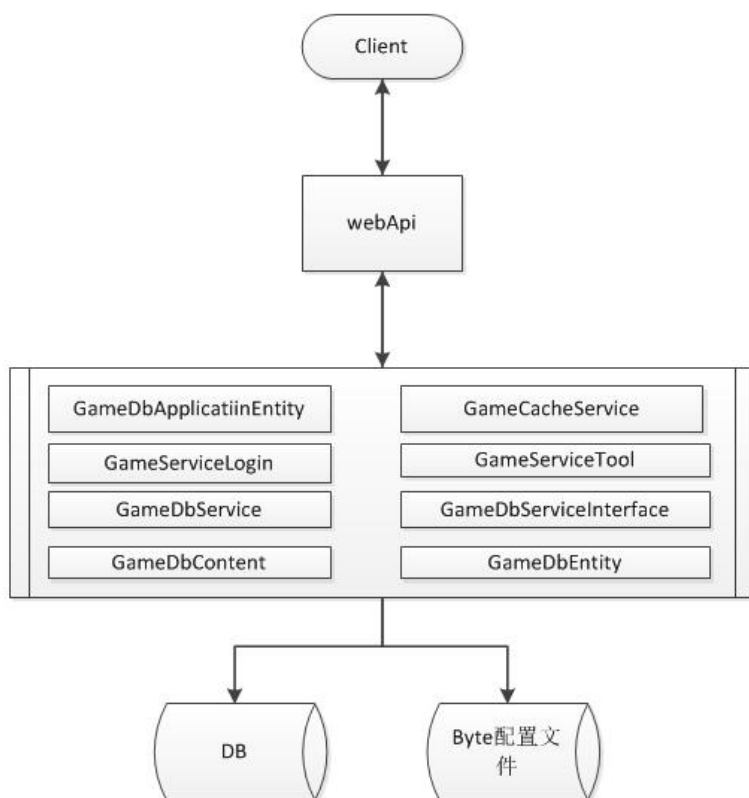 Client
webApi
GameDbApplicatiinEntity
GameCacheService
GameServiceLogin
GameServiceTool
GameDbService
GameDbServiceInterface
GameDbContent
GameDbEntity
DB
Byte配置文
件